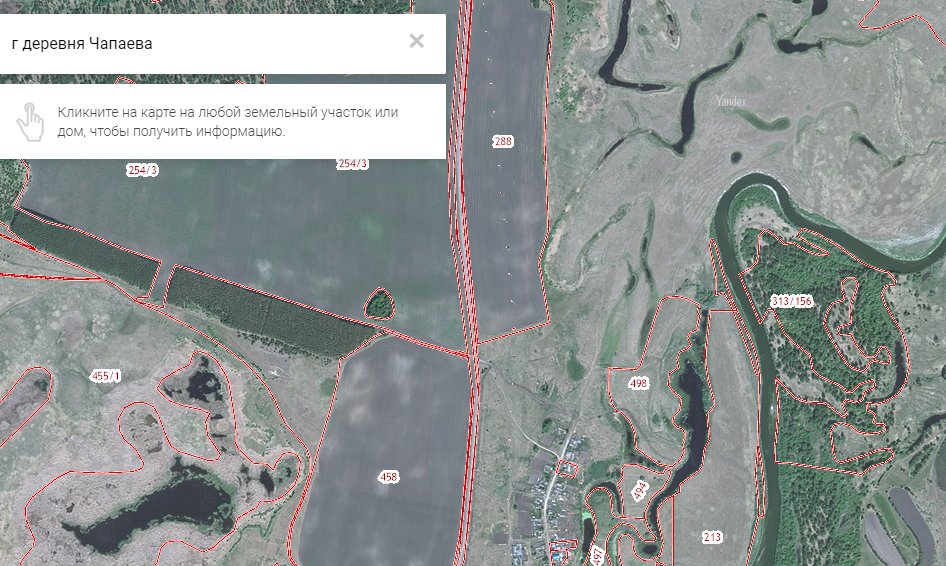 г деревня Чапаева
Кликните на карте на любой земельный участок или
дом, чтобы получить информацию.
Yandex
288
254/3
254/3
313/156
455/1
498
458
494
213
497